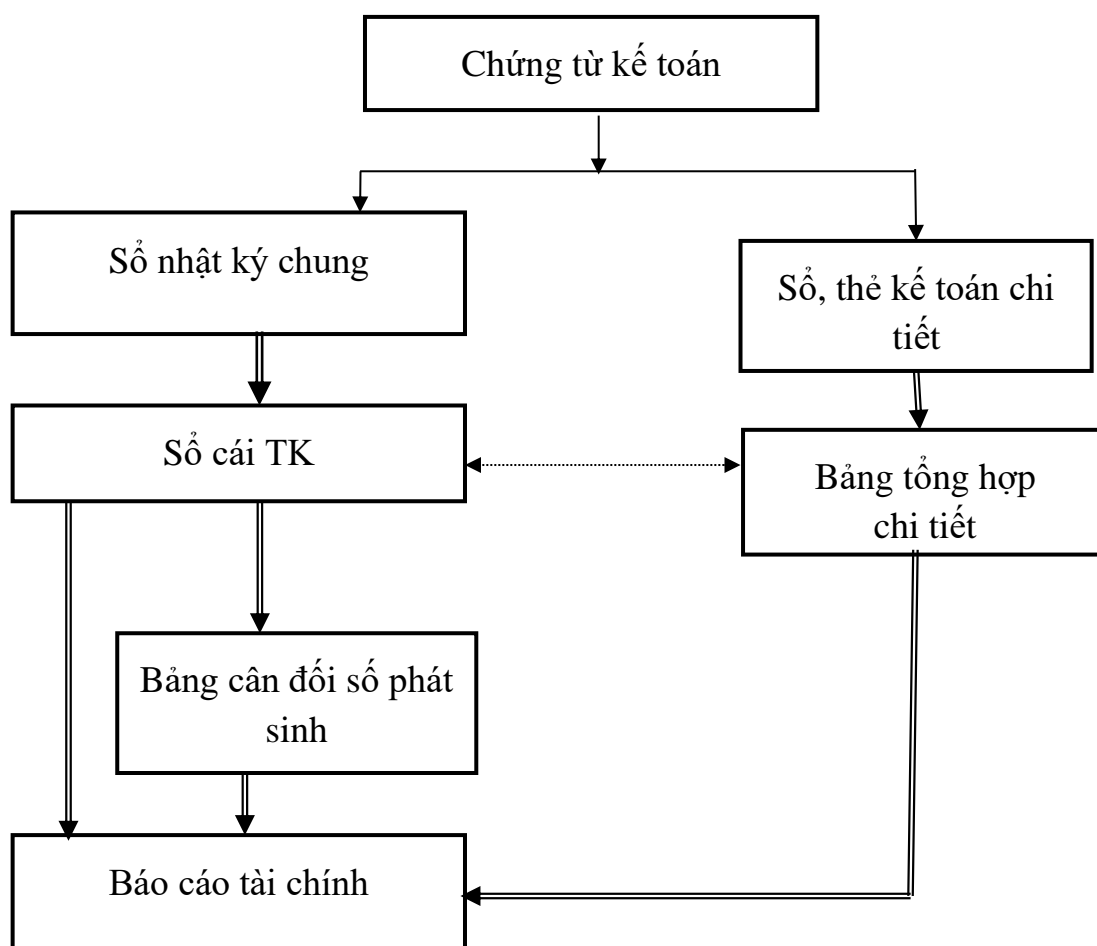 Chứng từ kế toán
Sổ nhật ký chung
Sổ, thẻ kế toán chi
tiết
Sổ cái TK
Bảng tổng hợp
chi tiết
Bảng cân đối số phát
sinh
Báo cáo tài chính